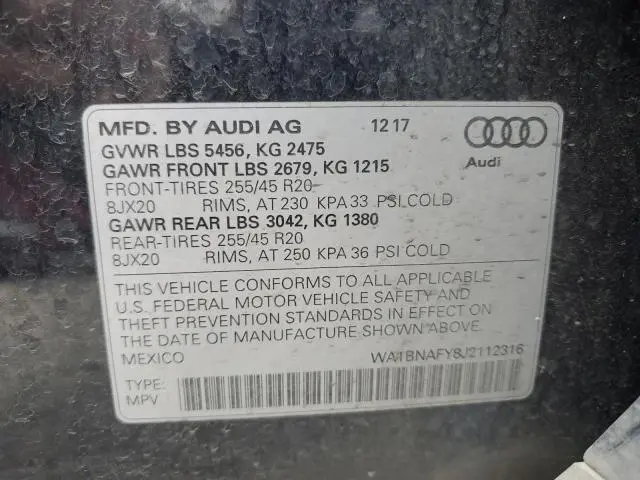 MFD. BY AUDI AG 12 17
GVWR LBS 5456, KG 2475
GAWR FRONT LBS 2679, KG 1215
FRONT-TIRES 255/45 R20
8JX20 RIMS, AT 230 KPA 33 PSI COLD
GAWR REAR LBS 3042, KG 1380
REAR-TIRES 255/45 R20
8JX20 RIMS, AT 250 KPA 36 PSI COLD
Audi
THIS VEHICLE CONFORMS TO ALL APPLICABLE
U.S. FEDERAL MOTOR VEHICLE SAFETY AND
THEFT PREVENTION STANDARDS IN EFFECT ON
THE DATE OF MANUFACTURE SHOWN ABOVE.
MEXICO WA1BNAFY8J2112316
TYPE:
MPV